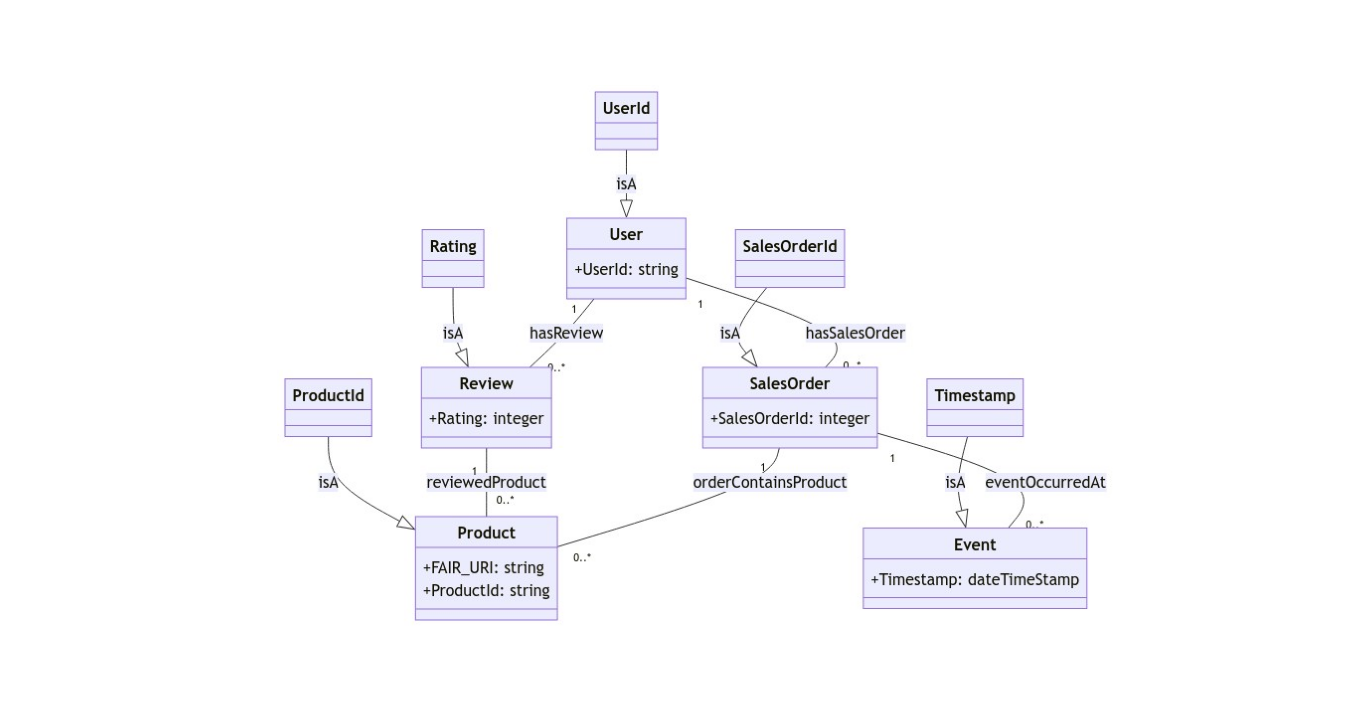 UserId
isA
User
+UserId: string
Rating
SalesOrderId
1
1
isA
hasReview
isA
hasSalesOrder
0..*
0..*
Review
+Rating: integer
SalesOrder
+SalesOrderId: integer
ProductId
Timestamp
1
1
1
isA
reviewedProduct
orderContainsProduct
isA
eventOccurredAt
0..*
0..*
0..*
Product
+FAIR_URI: string
+ProductId: string
Event
+Timestamp: dateTimeStamp